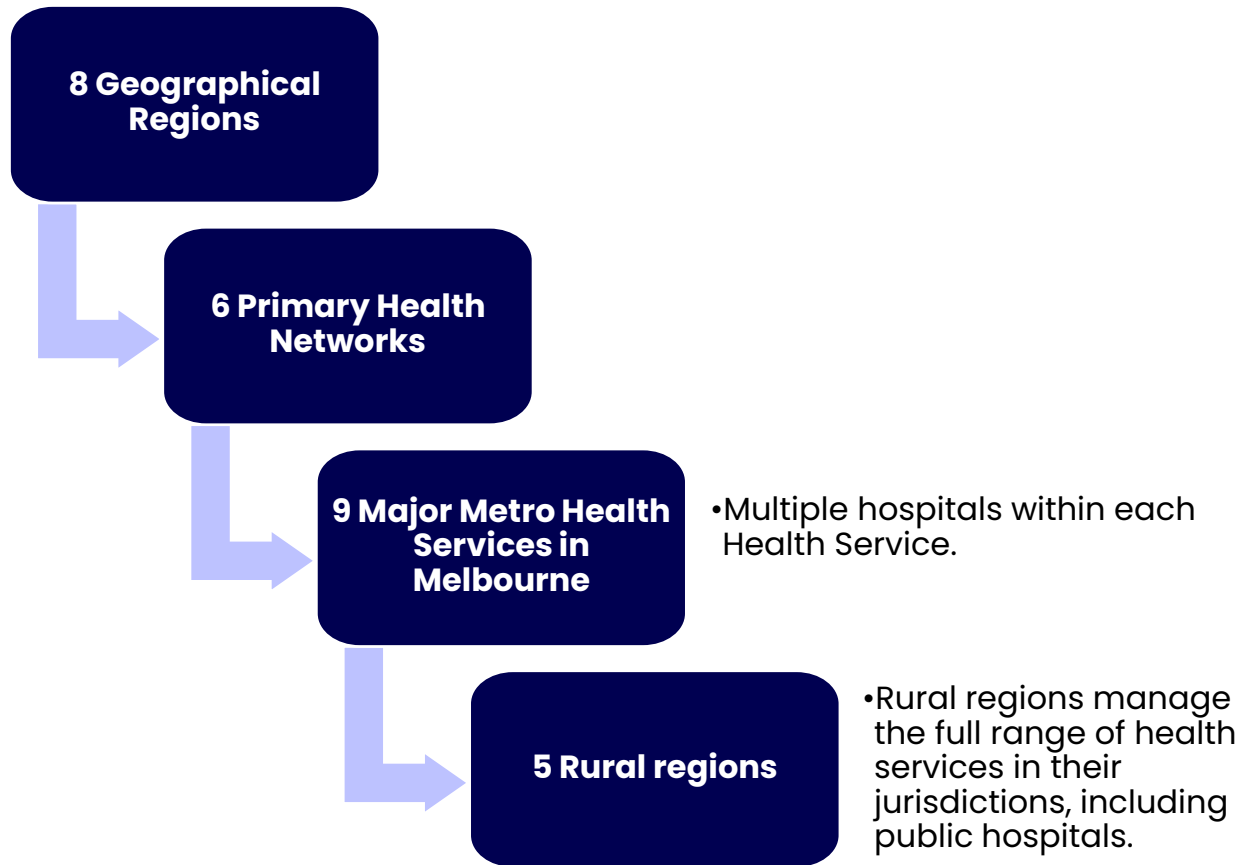 8 Geographical
Regions
6 Primary Health
Networks
9 Major Metro Health
Services in
Melbourne
•Multiple hospitals within each
Health Service.
5 Rural regions
•Rural regions manage
the full range of health
services in their
jurisdictions, including
public hospitals.